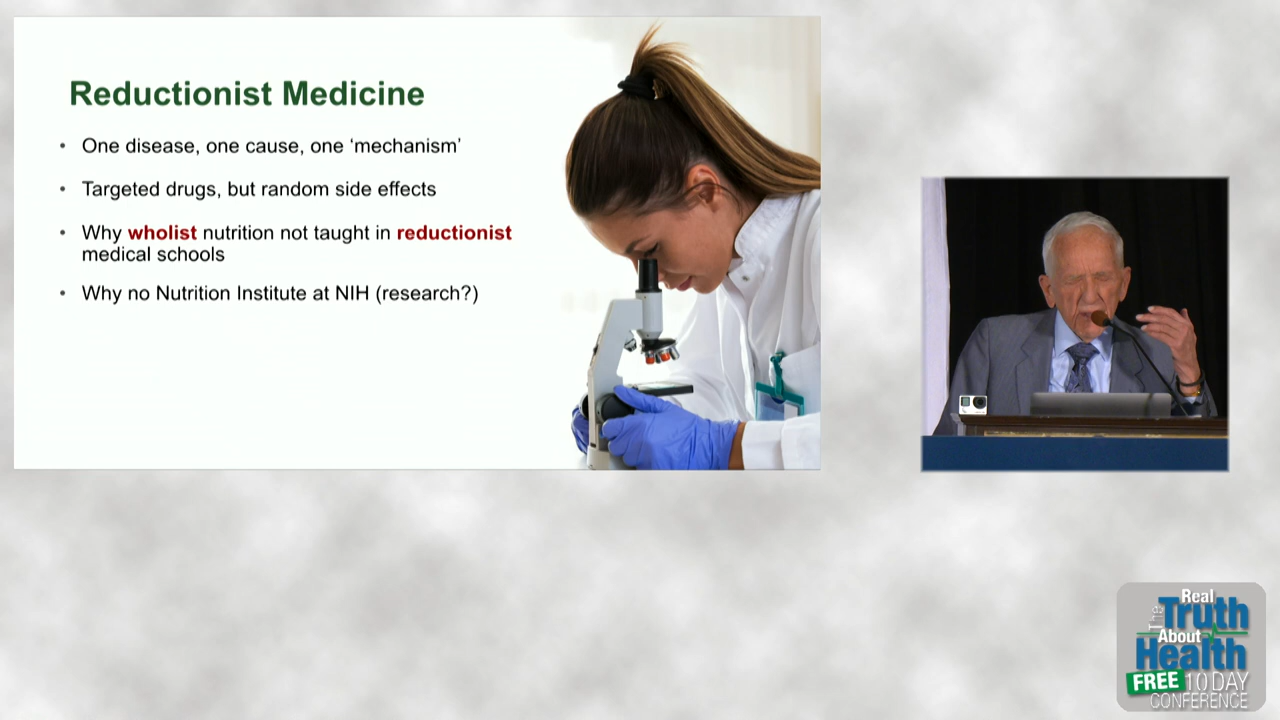 Reductionist Medicine
• One disease, one cause, one ‘mechanism’
• Targeted drugs, but random side effects
• Why wholist nutrition not taught in reductionist
medical schools
• Why no Nutrition Institute at NIH (research?)
The Real
Truth
About
Health
FREE 10 DAY
CONFERENCE